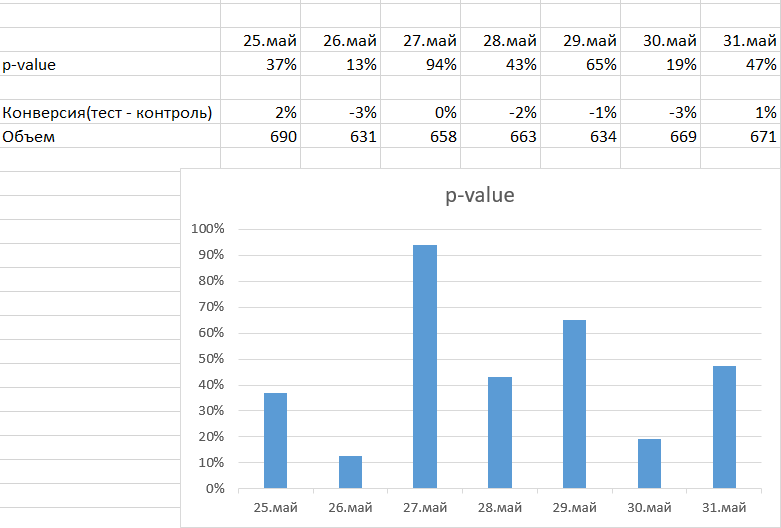 25.май 26.май 27.май 28.май 29.май 30.май 31.май
p-value 37% 13% 94% 43% 65% 19% 47%
Конверсия(тест - контроль) 2% -3% 0% -2% -1% -3% 1%
Объем 690 631 658 663 634 669 671
p-value
100%
90%
80%
70%
60%
50%
40%
30%
20%
10%
0%
25.май 26.май 27.май 28.май 29.май 30.май 31.май